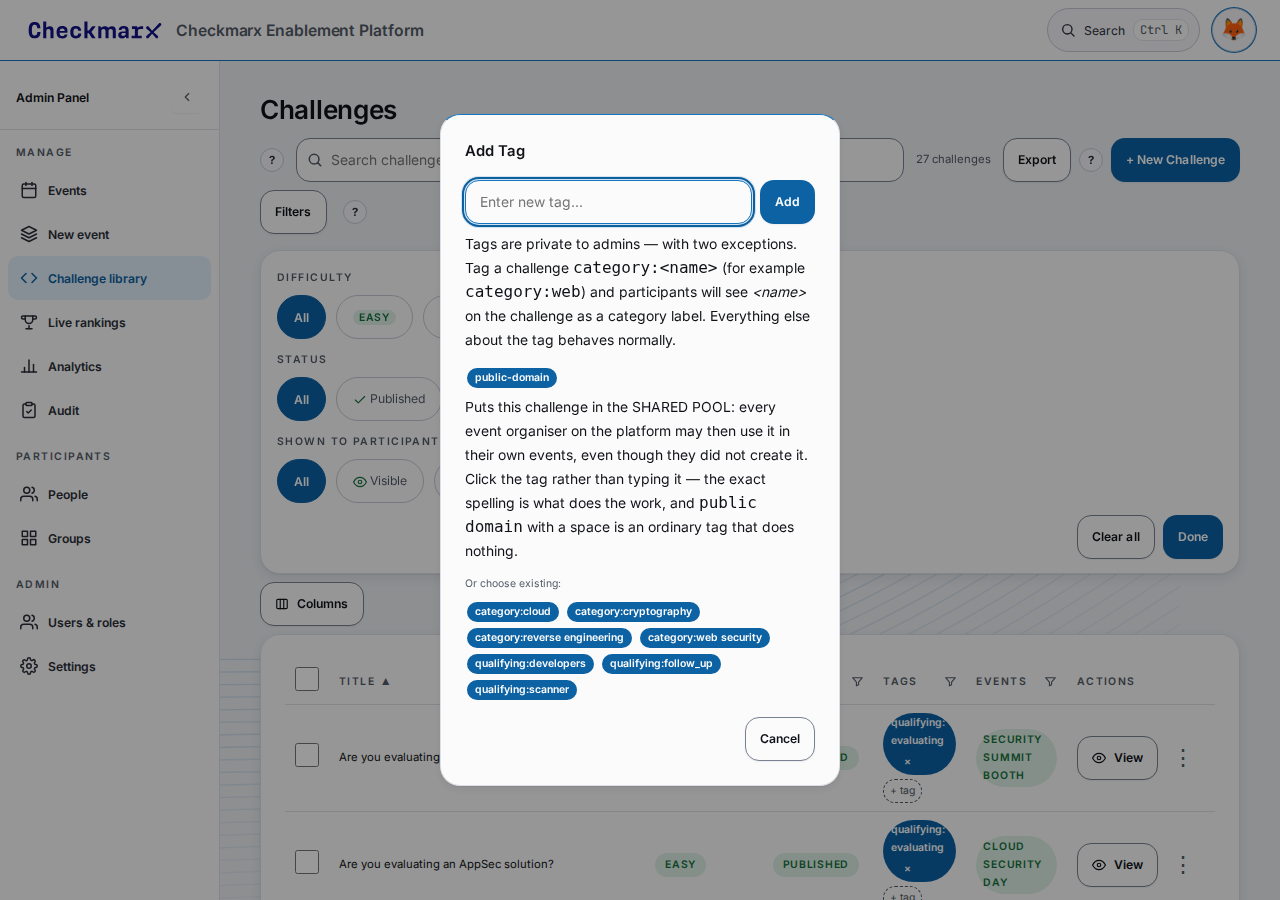 Checkmarx Checkmarx Enablement Platform
Search Ctrl K
Admin Panel
MANAGE
Events
New event
Challenge library
Live rankings
Analytics
Audit
PARTICIPANTS
People
Groups
ADMIN
Users & roles
Settings
Challenges
? Search challenge 27 challenges Export ? + New Challenge
Filters ?
DIFFICULTY
All EASY
STATUS
All Published
SHOWN TO PARTICIPANT
All Visible
Clear all Done
Columns
Add Tag
Enter new tag... Add
Tags are private to admins — with two exceptions.
Tag a challenge category:<name> (for example
category:web) and participants will see <name>
on the challenge as a category label. Everything else
about the tag behaves normally.
public-domain
Puts this challenge in the SHARED POOL: every
event organiser on the platform may then use it in
their own events, even though they did not create it.
Click the tag rather than typing it — the exact
spelling is what does the work, and public
domain with a space is an ordinary tag that does
nothing.
Or choose existing:
category:cloud category:cryptography
category:reverse engineering category:web security
qualifying:developers qualifying:follow_up
qualifying:scanner
Cancel
TITLE ▲ TAGS EVENTS ACTIONS
Are you evaluating D
qualifying:
evaluating
×
+ tag
SECURITY
SUMMIT
BOOTH
View
Are you evaluating an AppSec solution? EASY PUBLISHED
qualifying:
evaluating
×
+ tag
CLOUD
SECURITY
DAY
View